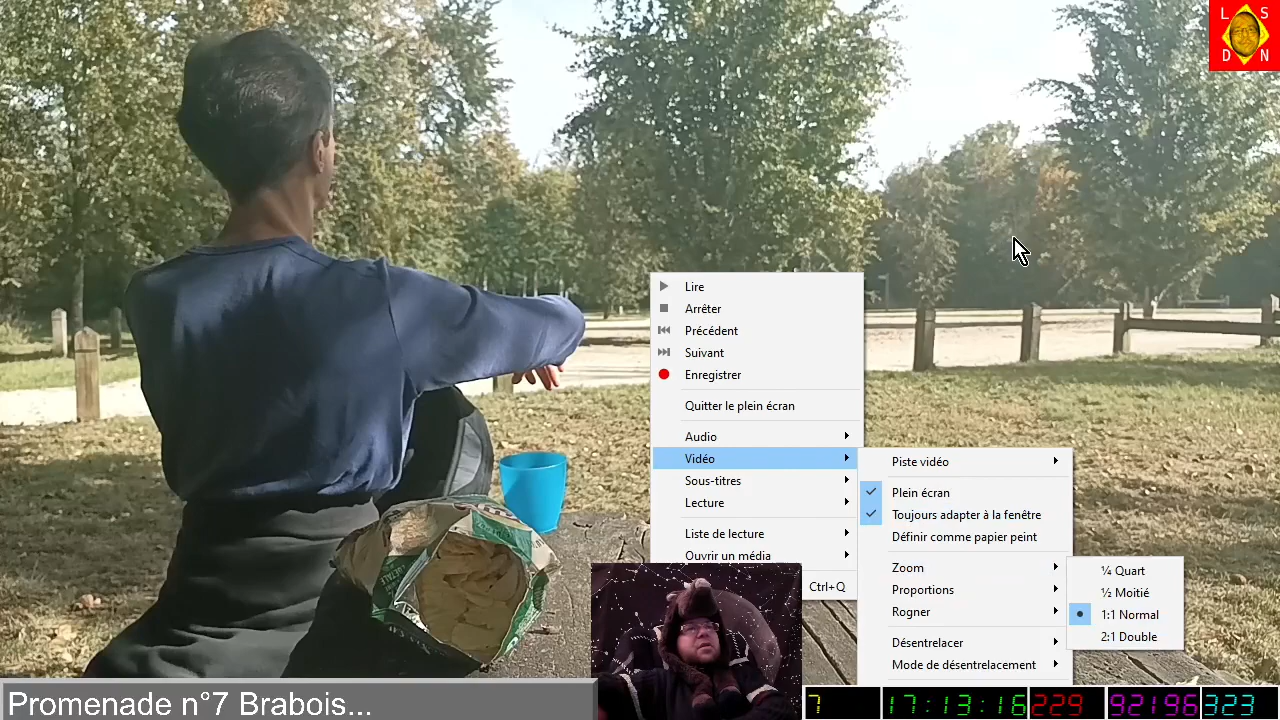 L S
D N
Lire
Arrêter
Précédent
Suivant
Enregistrer
Quitter le plein écran
Audio
Vidéo
Sous-titres
Lecture
Liste de lecture
Ouvrir un média
Ctrl+Q
Piste vidéo
Plein écran
Toujours adapter à la fenêtre
Définir comme papier peint
Zoom
Proportions
Rogner
Désentrelacer
Mode de désentrelacement
¼ Quart
½ Moitié
1:1 Normal
2:1 Double
Promenade n°7 Brabois...
7 17:13:16 229 92196 323